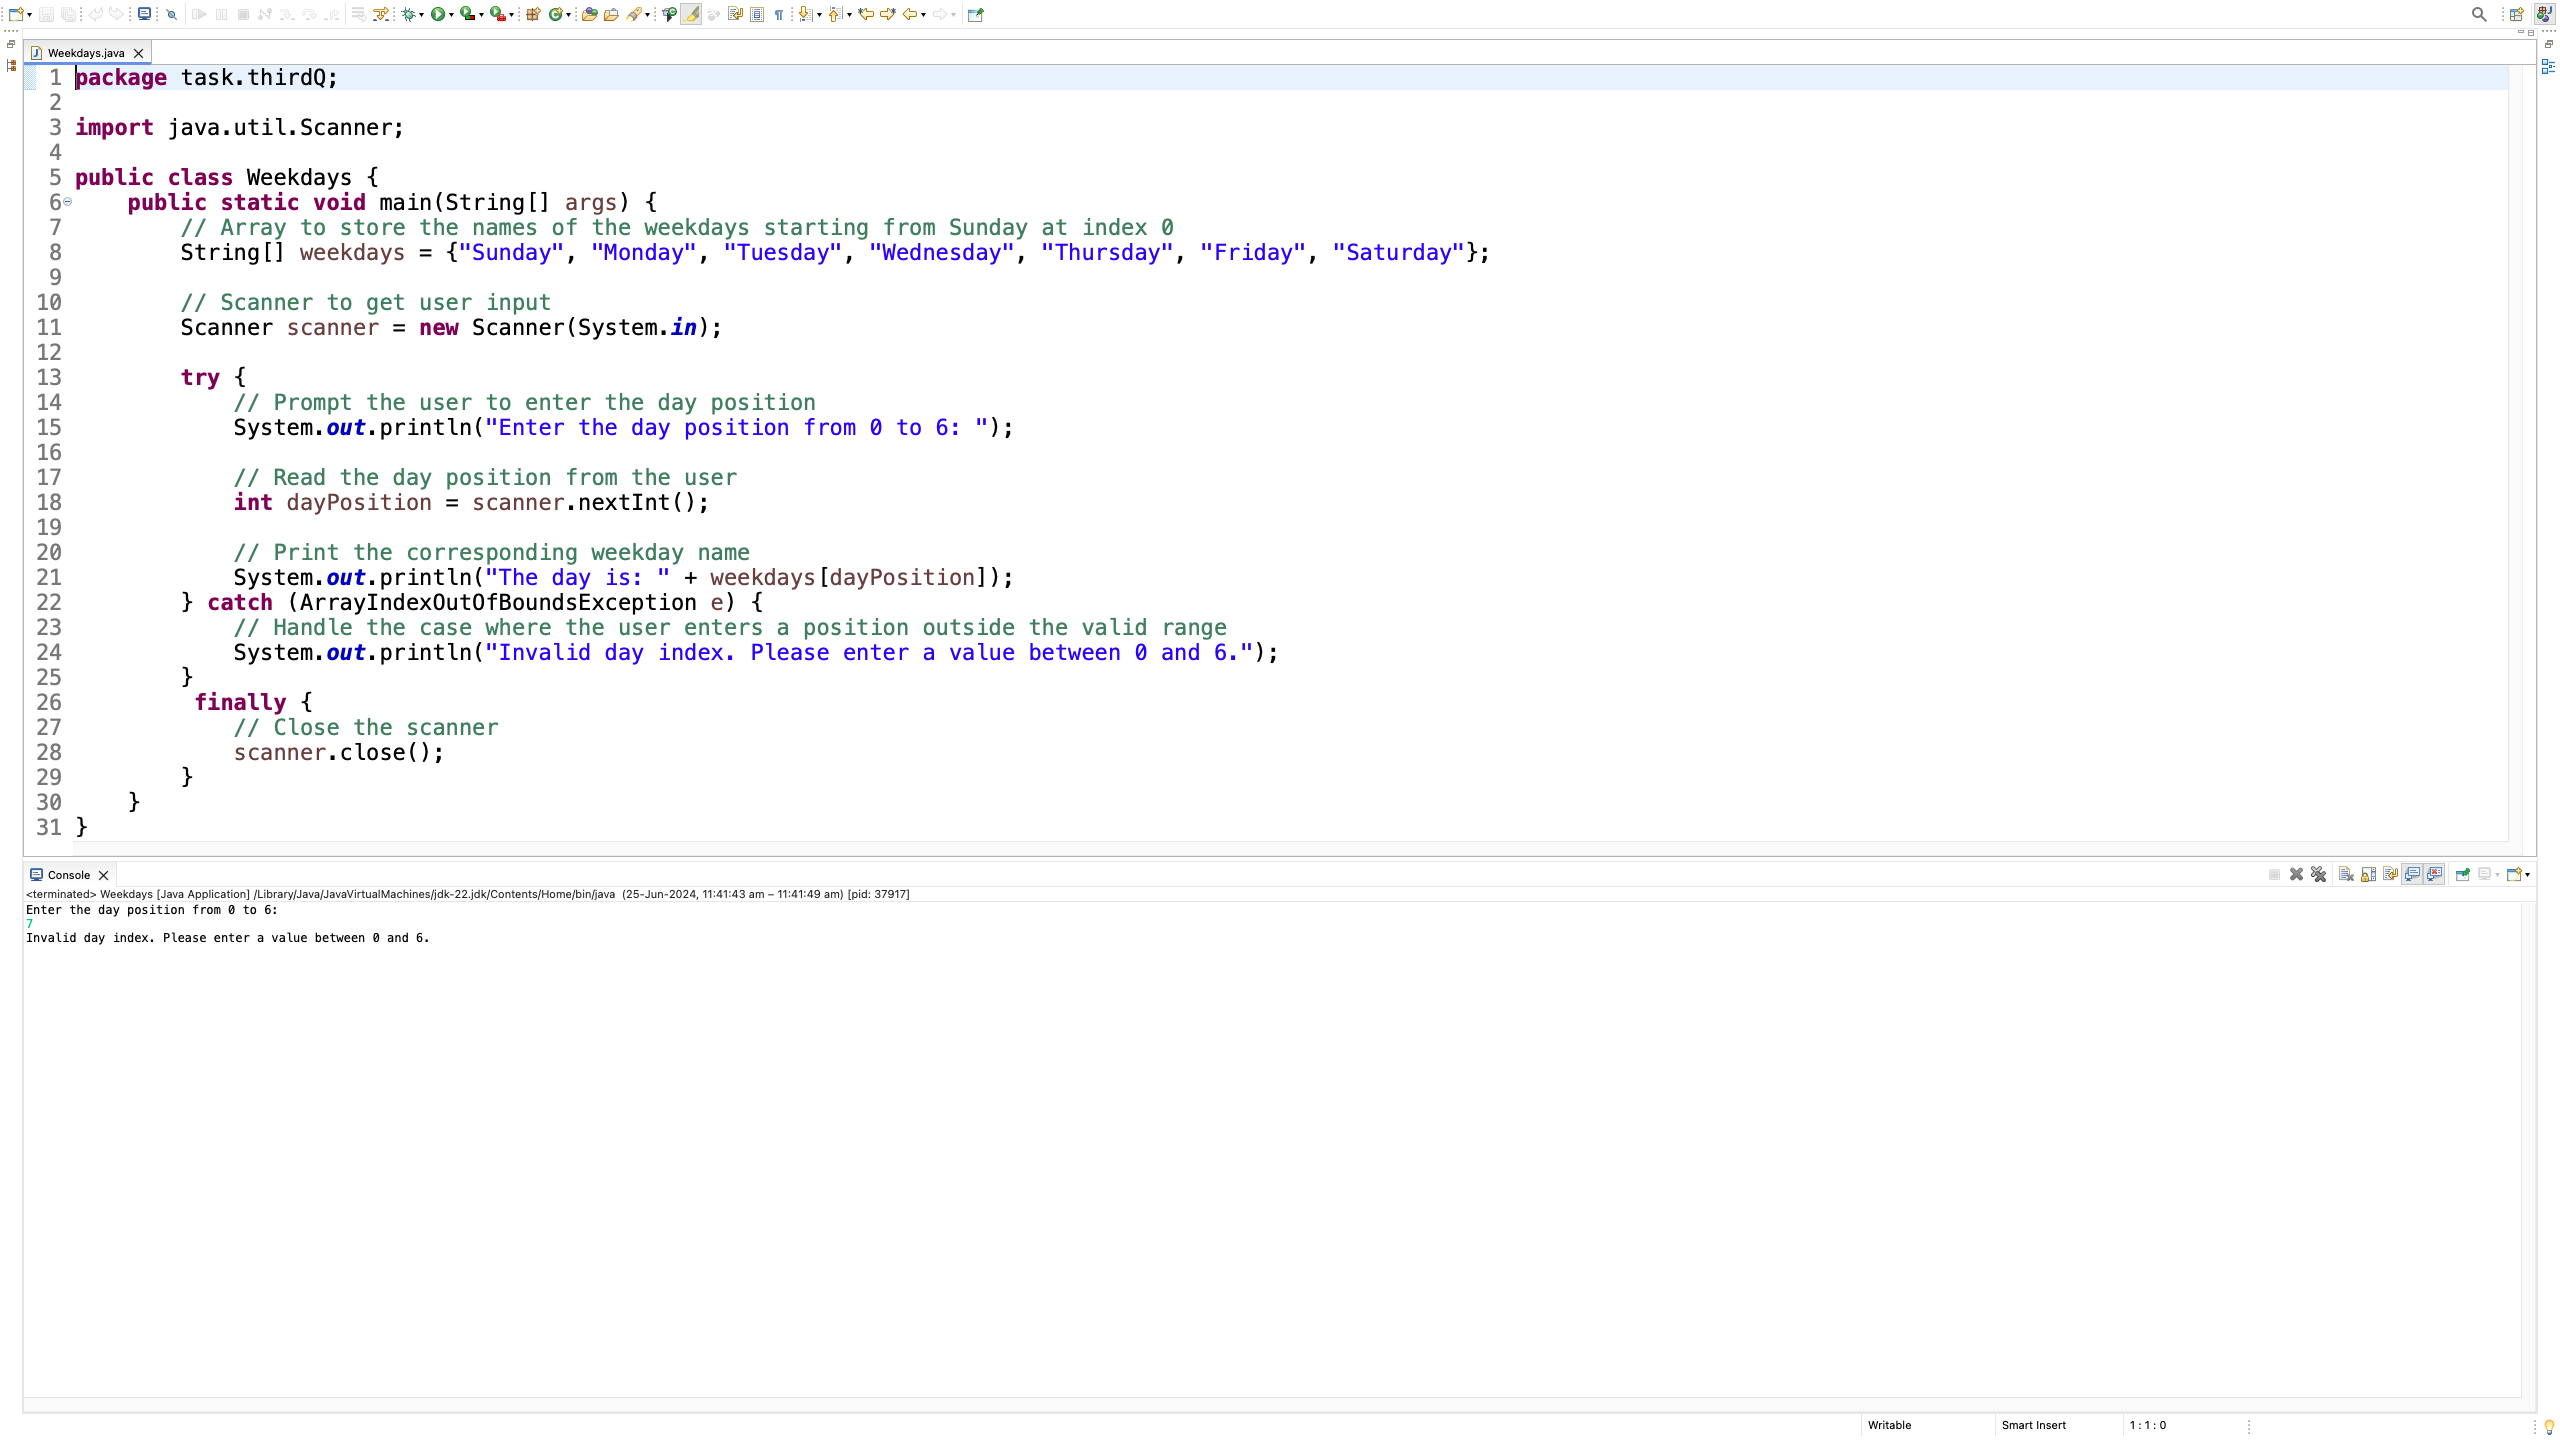 Weekdays.java
1 package task.thirdQ;
2
3 import java.util.Scanner;
4
5 public class Weekdays {
6     public static void main(String[] args) {
7         // Array to store the names of the weekdays starting from Sunday at index 0
8         String[] weekdays = {"Sunday", "Monday", "Tuesday", "Wednesday", "Thursday", "Friday", "Saturday"};
9
10         // Scanner to get user input
11         Scanner scanner = new Scanner(System.in);
12
13         try {
14             // Prompt the user to enter the day position
15             System.out.println("Enter the day position from 0 to 6: ");
16
17             // Read the day position from the user
18             int dayPosition = scanner.nextInt();
19
20             // Print the corresponding weekday name
21             System.out.println("The day is: " + weekdays[dayPosition]);
22         } catch (ArrayIndexOutOfBoundsException e) {
23             // Handle the case where the user enters a position outside the valid range
24             System.out.println("Invalid day index. Please enter a value between 0 and 6.");
25         }
26          finally {
27             // Close the scanner
28             scanner.close();
29         }
30     }
31 }
Console
<terminated> Weekdays [Java Application] /Library/Java/JavaVirtualMachines/jdk-22.jdk/Contents/Home/bin/java (25-Jun-2024, 11:41:43 am – 11:41:49 am) [pid: 37917]
Enter the day position from 0 to 6:
7
Invalid day index. Please enter a value between 0 and 6.
Writable Smart Insert 1 : 1 : 0